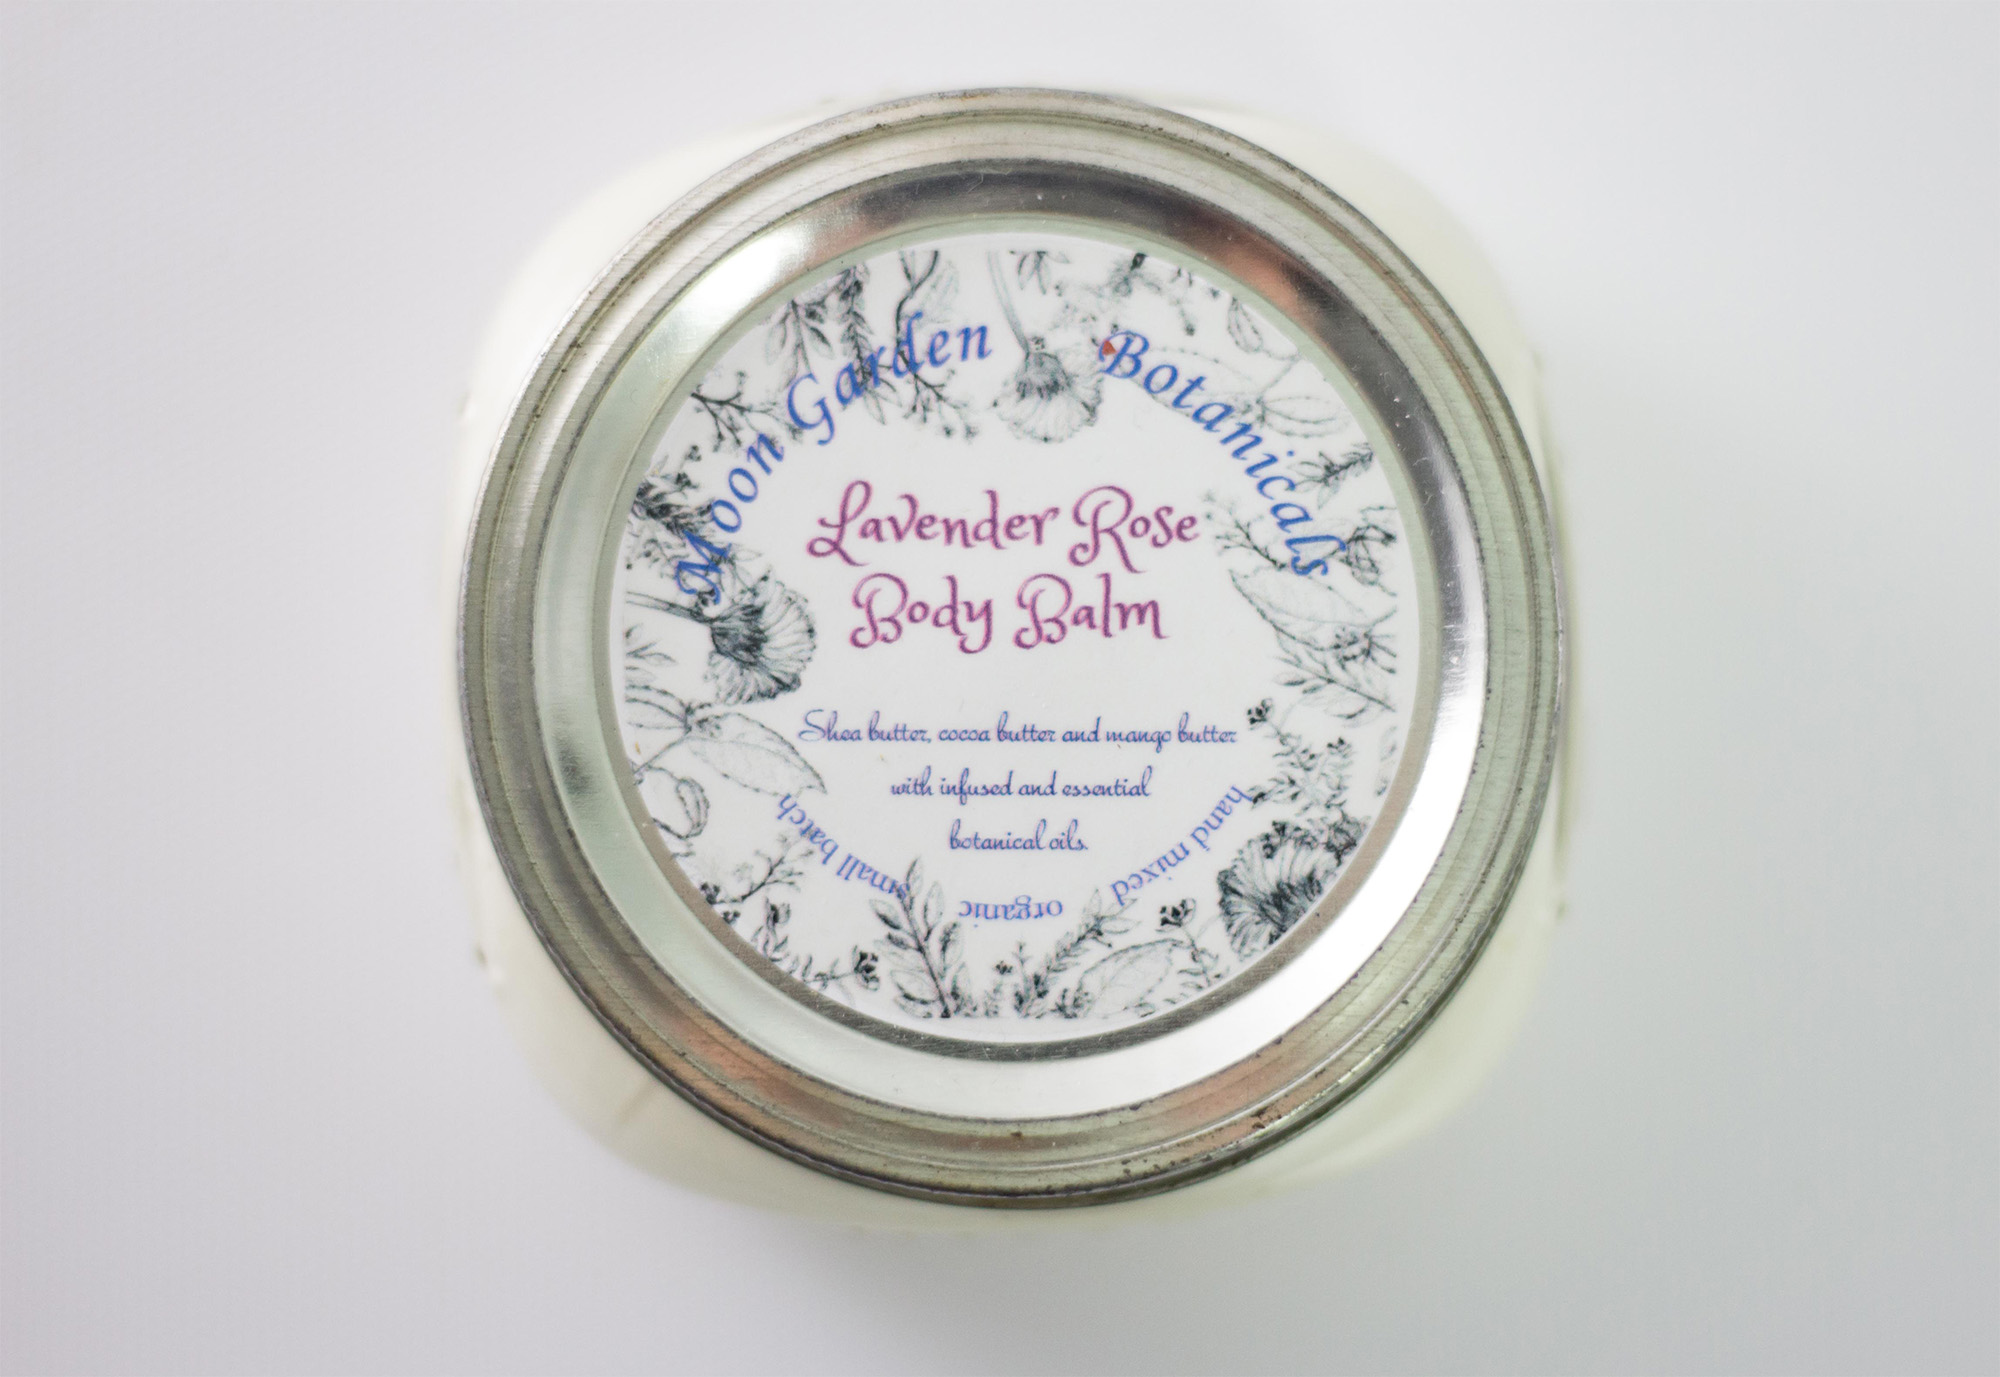 Moon Garden Botanicals
Lavender Rose
Body Balm
Shea butter, cocoa butter and mango butter
with infused and essential
botanical oils.
hand mixed
organic
small batch